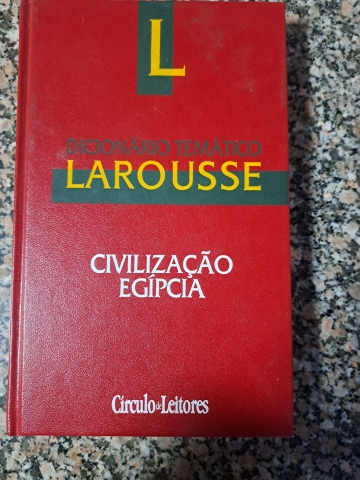 L
DICIONÁRIO TEMÁTICO
LAROUSSE
CIVILIZAÇÃO
EGÍPCIA
Círculo de Leitores